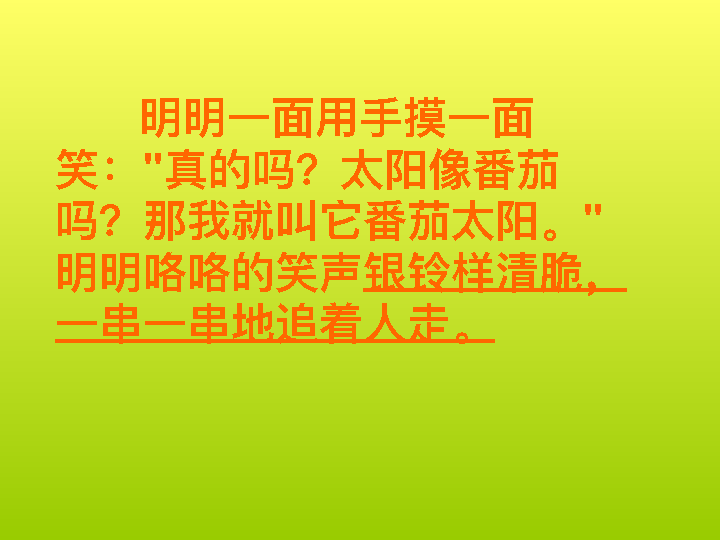 明明一面用手摸一面
笑："真的吗？太阳像番茄
吗？那我就叫它番茄太阳。"
明明咯咯的笑声银铃样清脆，
一串一串地追着人走。